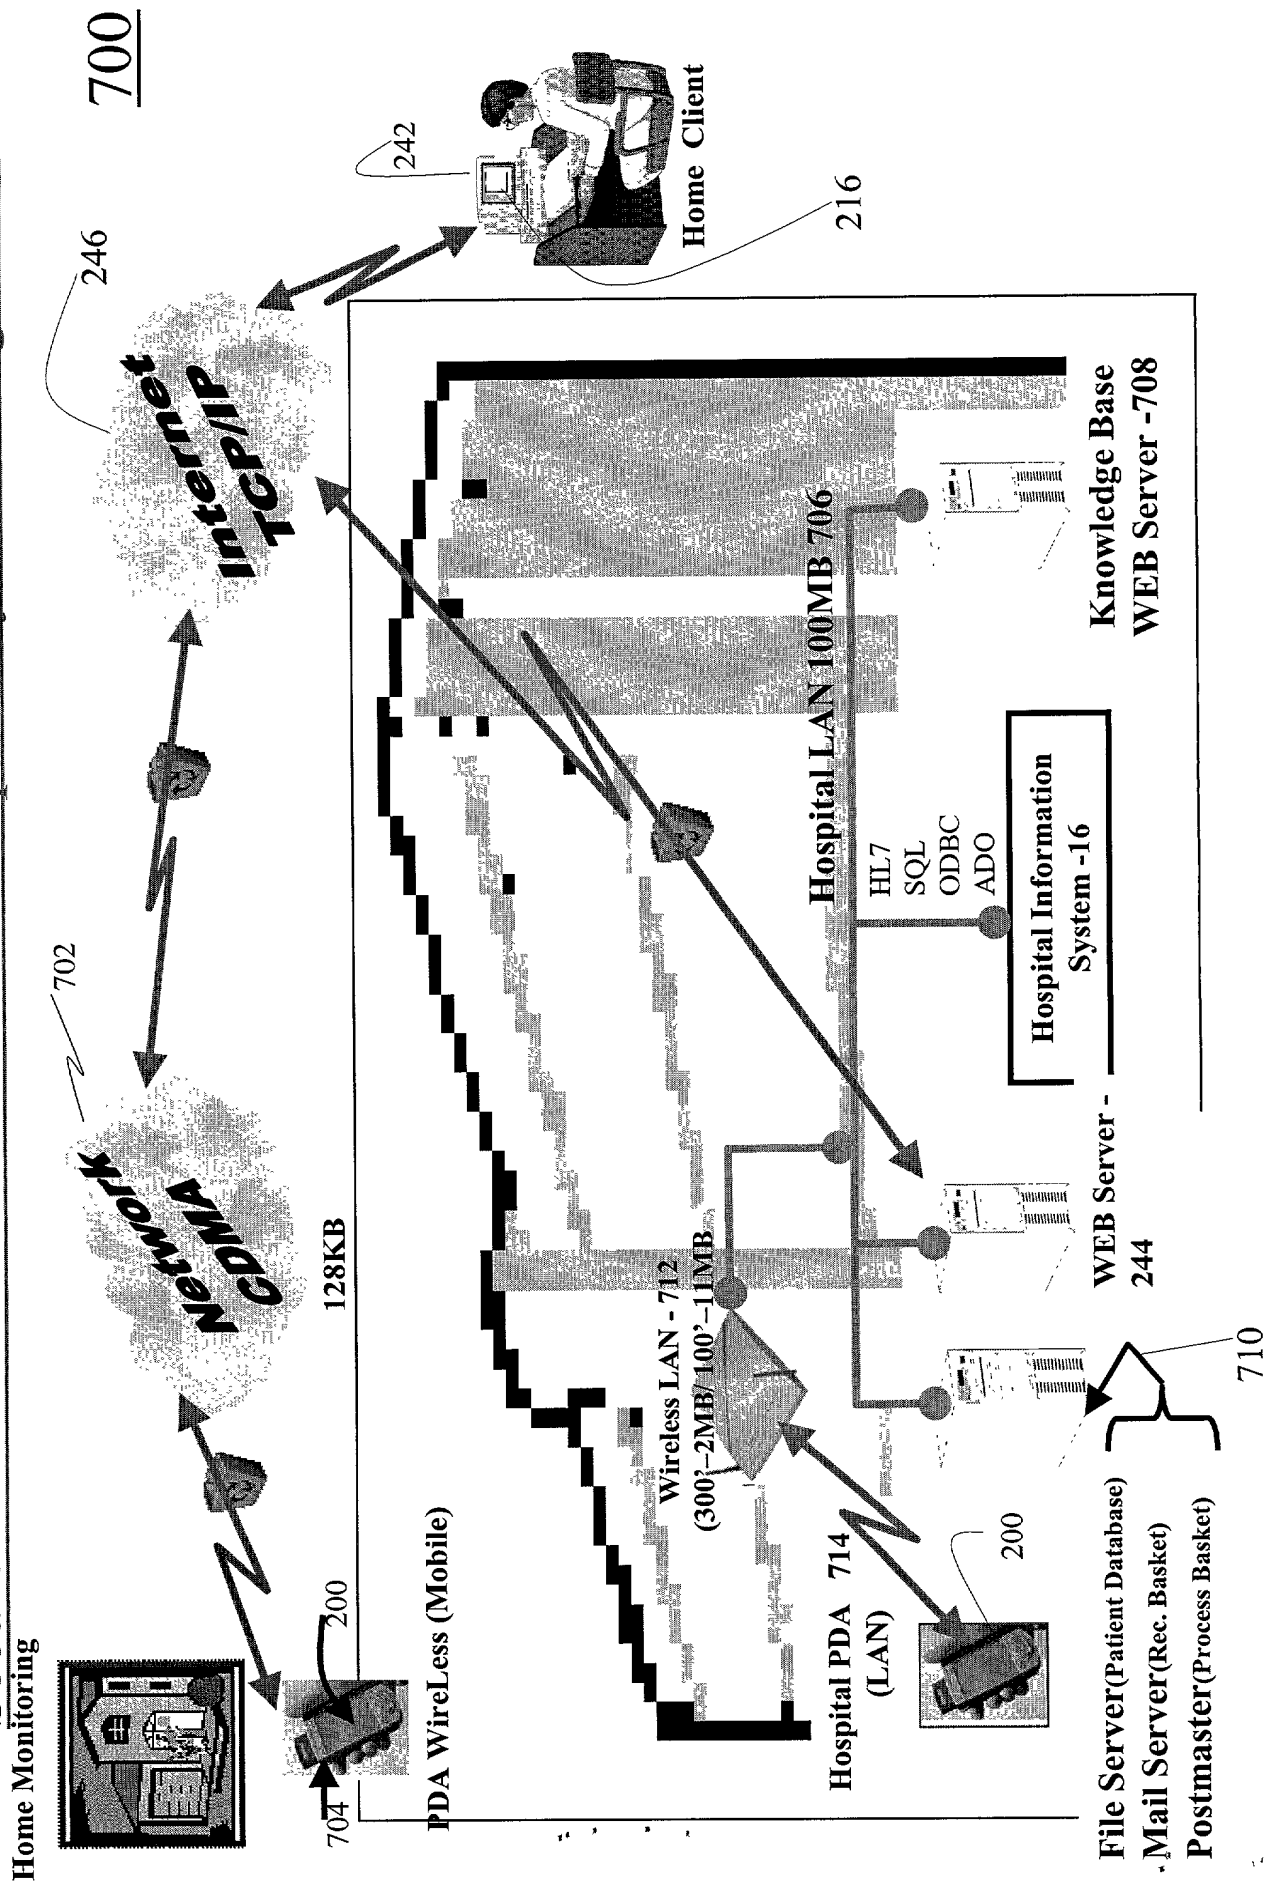 Home Monitoring
700
702
246
Network
CDMA
Internet
TCP/IP
242
Home Client
216
128KB
704
200
PDA WireLess (Mobile)
Wireless LAN - 712
(300’–2MB/ 100’–11MB
Hospital LAN 100MB 706
Hospital PDA 714
(LAN)
200
HL7
SQL
ODBC
ADO
Hospital Information
System -16
Knowledge Base
WEB Server -708
WEB Server -
244
File Server(Patient Database)
Mail Server(Rec. Basket)
Postmaster(Process Basket)
710